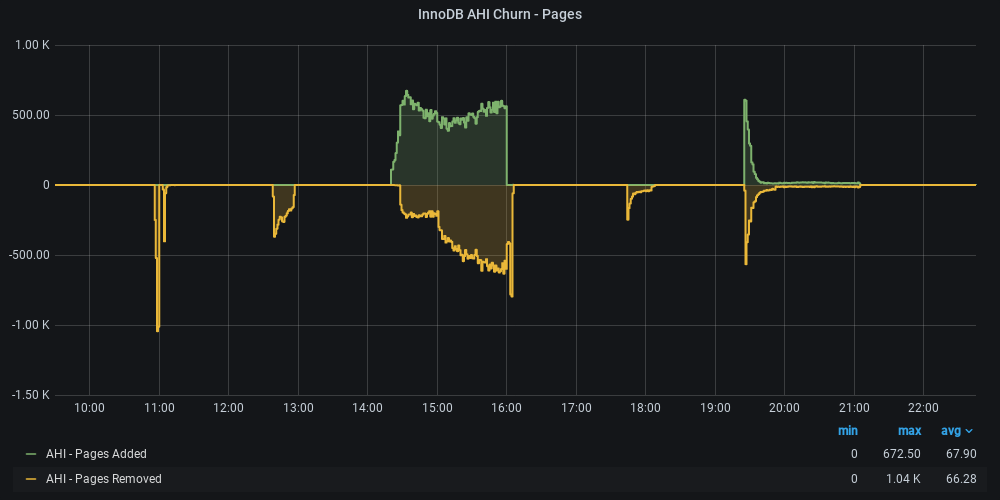 InnoDB AHI Churn - Pages
1.00 K
500.00
0
-500.00
-1.00 K
-1.50 K
10:00 11:00 12:00 13:00 14:00 15:00 16:00 17:00 18:00 19:00 20:00 21:00 22:00
min max avg
AHI - Pages Added 0 672.50 67.90
AHI - Pages Removed 0 1.04 K 66.28